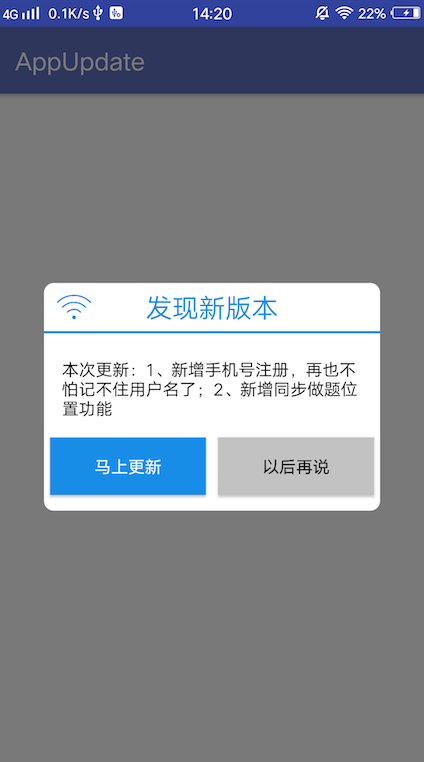 4G 0.1K/s 14:20 22%
AppUpdate
发现新版本
本次更新：1、新增手机号注册，再也不
怕记不住用户名了；2、新增同步做题位
置功能
马上更新 以后再说